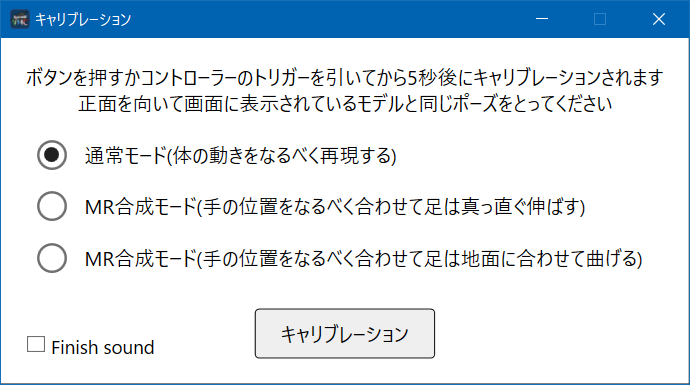 キャリブレーション
ボタンを押すかコントローラーのトリガーを引いてから5秒後にキャリブレーションされます
正面を向いて画面に表示されているモデルと同じポーズをとってください
通常モード(体の動きをなるべく再現する)
MR合成モード(手の位置をなるべく合わせて足は真っ直ぐ伸ばす)
MR合成モード(手の位置をなるべく合わせて足は地面に合わせて曲げる)
キャリブレーション
Finish sound